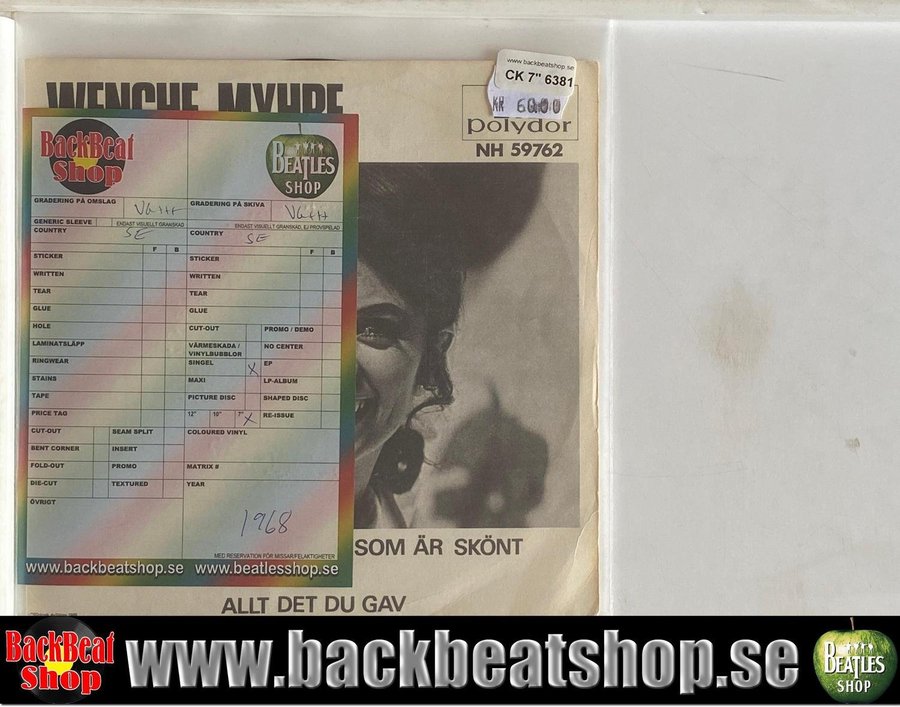 WENCHE MYHRE
www.backbeatshop.se
CK 7" 6381
KR 60.00
polydor
NH 59762
BackBeat
Shop
BEATLES
SHOP
GRADERING PÅ OMSLAG VG++
GRADERING PÅ SKIVA VG++
GENERIC SLEEVE ENDAST VISUELLT GRANSKAD
ENDAST VISUELLT GRANSKAD, EJ PROVSPELAD
COUNTRY SE
COUNTRY SE
F B
F B
STICKER
STICKER
WRITTEN
WRITTEN
TEAR
TEAR
GLUE
GLUE
HOLE
CUT-OUT
PROMO / DEMO
LAMINATSLÄPP
VÄRMESKADA /
VINYLBUBBLOR
NO CENTER
RINGWEAR
SINGEL X
EP
STAINS
MAXI
LP-ALBUM
TAPE
PICTURE DISC
SHAPED DISC
PRICE TAG
12" 10" 7" X
RE-ISSUE
CUT-OUT
SEAM SPLIT
COLOURED VINYL
BENT CORNER
INSERT
FOLD-OUT
PROMO
MATRIX #
DIE-CUT
TEXTURED
YEAR
ÖVRIGT
1968
MED RESERVATION FÖR MISSAR/FELAKTIGHETER
www.backbeatshop.se www.beatlesshop.se
SOM ÄR SKÖNT
ALLT DET DU GAV
BackBeat
Shop
www.backbeatshop.se
BEATLES
SHOP